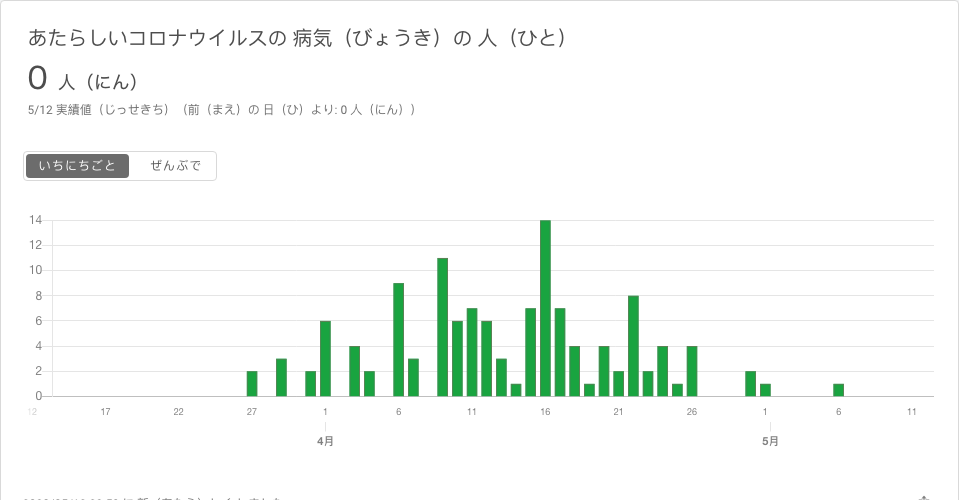 あたらしいコロナウイルスの 病気（びょうき）の 人（ひと）
0 人（にん）
5/12 実績値（じっせきち）（前（まえ）の 日（ひ）より: 0 人（にん））
いちにちごと ぜんぶで
14
12
10
8
6
4
2
0
12 17 22 27 1 6 11 16 21 26 1 6 11
4月 5月